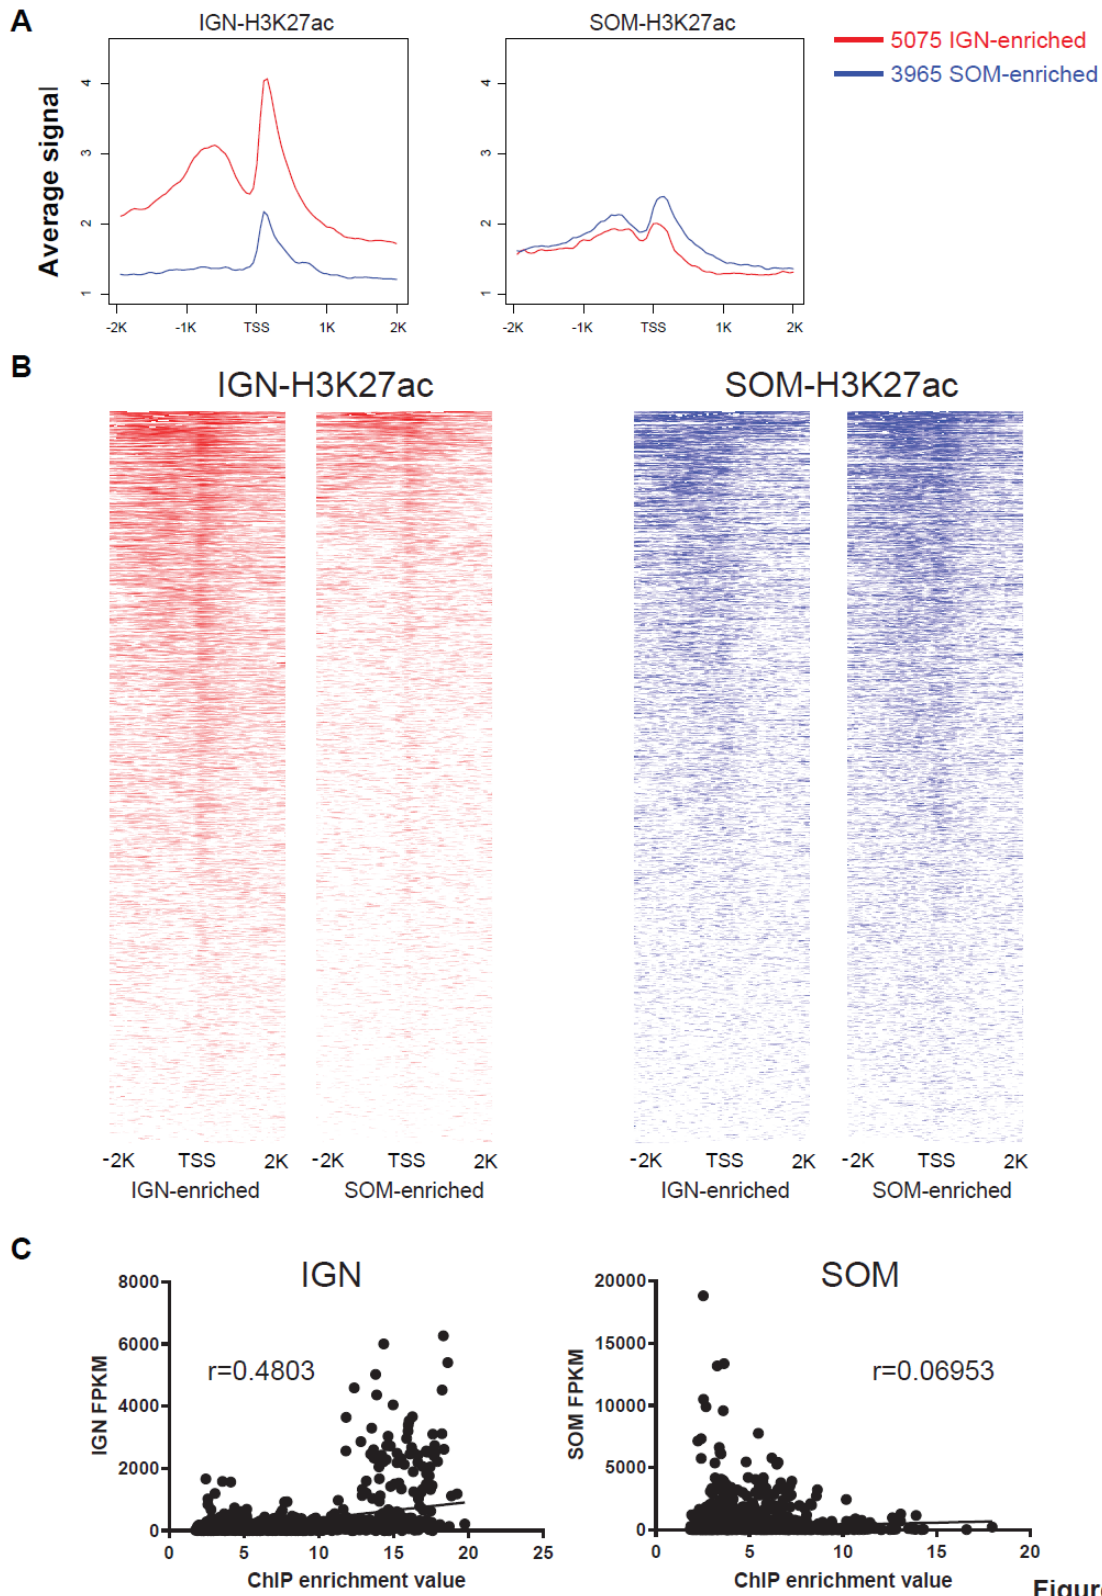 A
IGN-H3K27ac
SOM-H3K27ac
5075 IGN-enriched
3965 SOM-enriched
Average signal
4
3
2
1
-2K -1K TSS 1K 2K
4
3
2
1
-2K -1K TSS 1K 2K
B
IGN-H3K27ac
SOM-H3K27ac
-2K TSS 2K
IGN-enriched
-2K TSS 2K
SOM-enriched
-2K TSS 2K
IGN-enriched
-2K TSS 2K
SOM-enriched
C
IGN
r=0.4803
IGN FPKM
8000
6000
4000
2000
0
0 5 10 15 20 25
ChIP enrichment value
SOM
r=0.06953
SOM FPKM
20000
15000
10000
5000
0
0 5 10 15 20
ChIP enrichment value
Figur